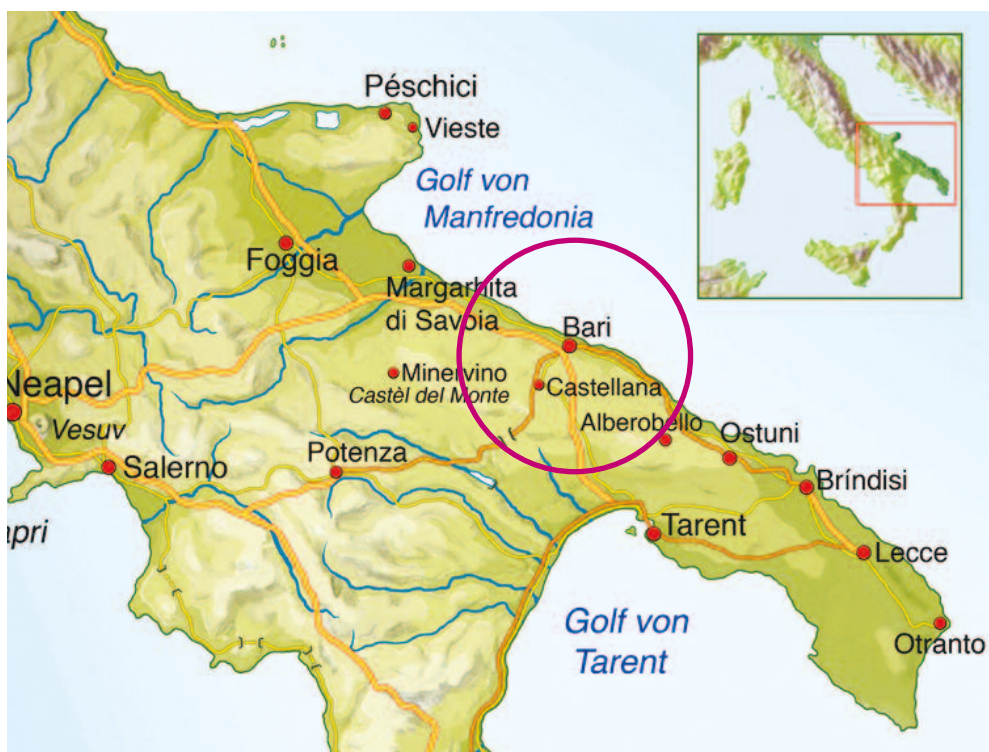 Péschici
Vieste
Golf von
Manfredonia
Foggia
Margarhita
di Savoia
Bari
Minervino
Castèl del Monte
Castellana
Neapel
Vesuv
Alberobello
Ostuni
Salerno
Potenza
Bríndisi
apri
Tarent
Lecce
Golf von
Tarent
Otranto